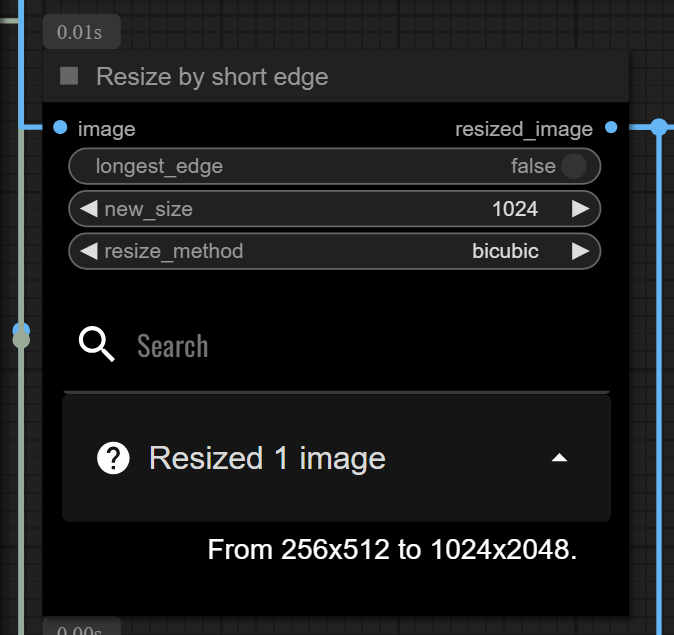 0.01s
Resize by short edge
image resized_image
longest_edge false
new_size 1024
resize_method bicubic
Search
Resized 1 image
From 256x512 to 1024x2048.
0.00s